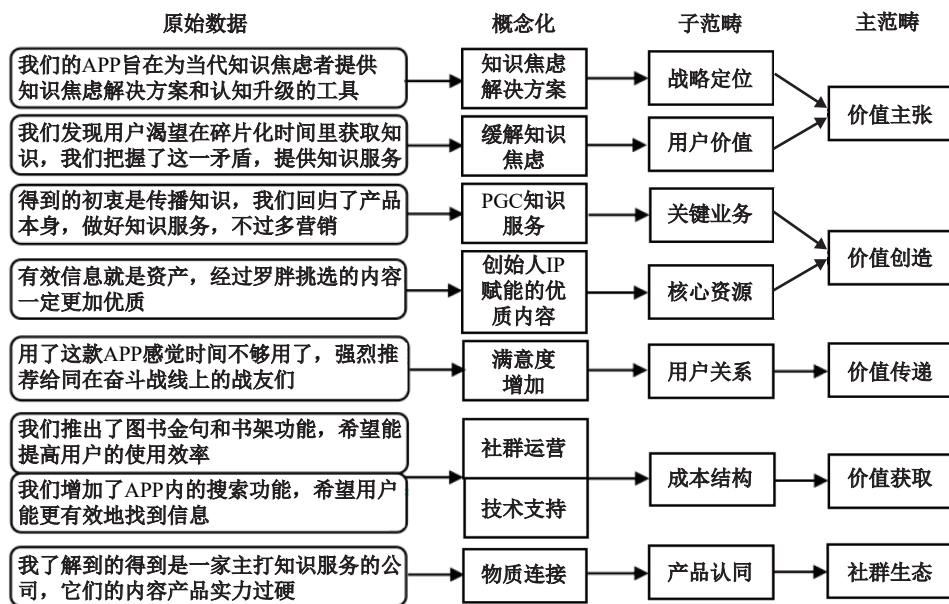 原始数据 概念化 子范畴 主范畴
我们的APP旨在为当代知识焦虑者提供
知识焦虑解决方案和认知升级的工具
知识焦虑
解决方案
战略定位
价值主张
我们发现用户渴望在碎片化时间里获取知
识，我们把握了这一矛盾，提供知识服务
缓解知识
焦虑
用户价值
得到的初衷是传播知识，我们回归了产品
本身，做好知识服务，不过多营销
PGC知识
服务
关键业务
价值创造
有效信息就是资产，经过罗胖挑选的内容
一定更加优质
创始人IP
赋能的优
质内容
核心资源
用了这款APP感觉时间不够用了，强烈推
荐给同在奋斗战线上的战友们
满意度
增加
用户关系
价值传递
我们推出了图书金句和书架功能，希望能
提高用户的使用效率
社群运营
我们增加了APP内的搜索功能，希望用户
能更有效地找到信息
技术支持
成本结构
价值获取
我了解到的得到是一家主打知识服务的公
司，它们的内容产品实力过硬
物质连接
产品认同
社群生态